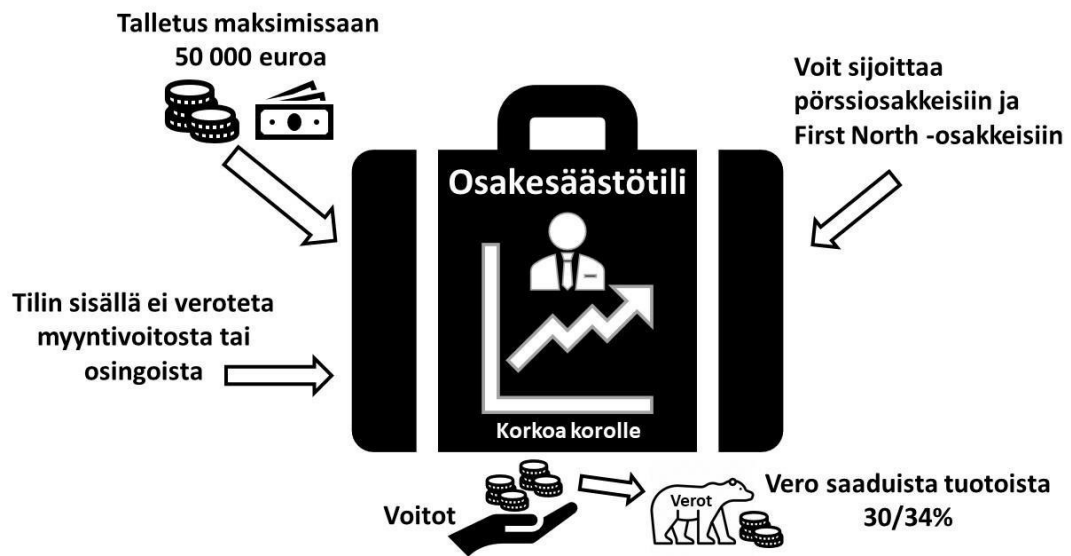 Talletus maksimissaan
50 000 euroa
Voit sijoittaa
pörssiosakkeisiin ja
First North -osakkeisiin
Osakesäästötili
Tilin sisällä ei veroteta
myyntivoitosta tai
osingoista
Korkoa korolle
Voitot
Verot
Vero saaduista tuotoista
30/34%